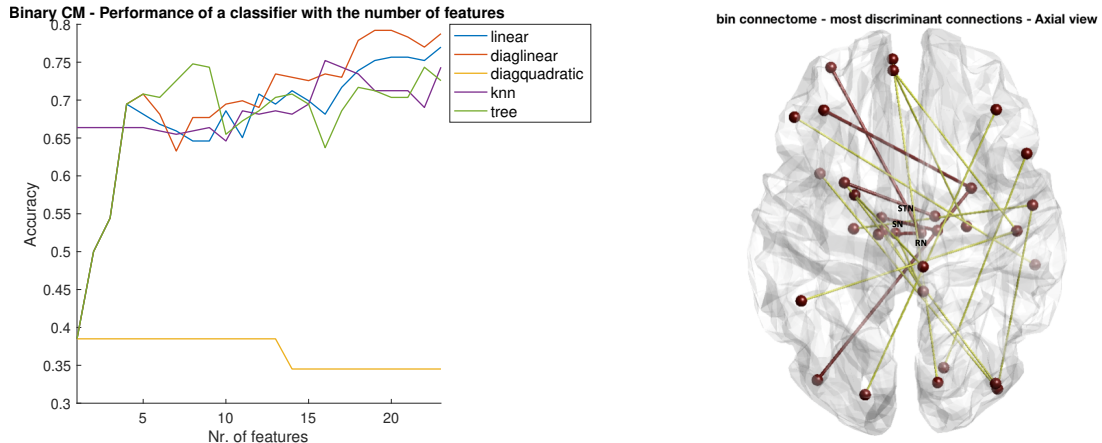 Binary CM - Performance of a classifier with the number of features
0.8
0.75
0.7
0.65
0.6
0.55
0.5
0.45
0.4
0.35
0.3
Accuracy
5
10
15
20
Nr. of features
linear
diaglinear
diagquadratic
knn
tree
bin connectome - most discriminant connections - Axial view
STN
SN
RN